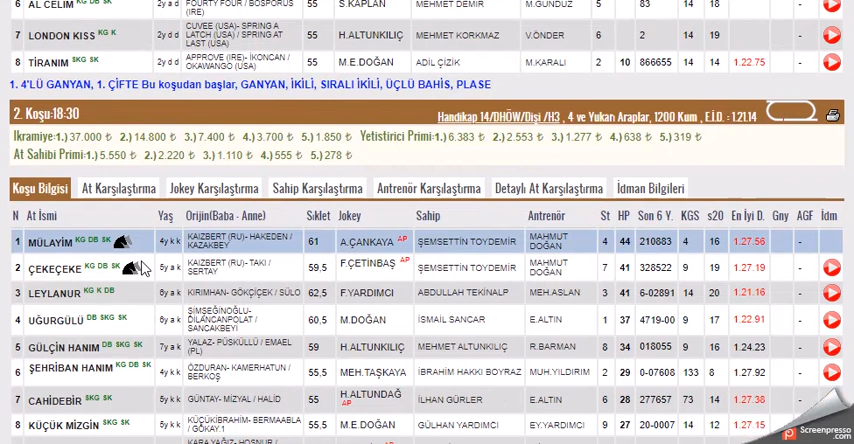 6 AL CELİM KG DB SK 2y a d FOURTY FOUR / BOSPORUS (IRE) 55 S.KAPLAN MEHMET DEMİR M.GÜNDÜZ 5 83 14 18 -
7 LONDON KISS KG K 2y d d CUVEE (USA)- SPRING A LATCH (USA) / SPRING AT LAST (USA) 55 H.ALTUNKILIÇ MEHMET KORKMAZ V.ÖNDER 6 2 14 19 -
8 TİRANIM SKG SK 2y d d APPROVE (IRE)- İKONCAN / OKAWANGO (USA) 55 M.E.DOĞAN ADİL ÇİZİK M.KARALI 2 10 866655 14 14 1.22.75 -
1. 4'LÜ GANYAN, 1. ÇİFTE Bu koşudan başlar, GANYAN, İKİLİ, SIRALI İKİLİ, ÜÇLÜ BAHİS, PLASE
2. Koşu:18:30 Handikap 14/DHÖW/Dişi /H3 , 4 ve Yukarı Araplar, 1200 Kum , E.İ.D. : 1.21.14
Ikramiye:1.) 37.000 ₺ 2.) 14.800 ₺ 3.) 7.400 ₺ 4.) 3.700 ₺ 5.) 1.850 ₺ Yetistirici Primi:1.) 6.383 ₺ 2.) 2.553 ₺ 3.) 1.277 ₺ 4.) 638 ₺ 5.) 319 ₺
At Sahibi Primi:1.) 5.550 ₺ 2.) 2.220 ₺ 3.) 1.110 ₺ 4.) 555 ₺ 5.) 278 ₺
Koşu Bilgisi At Karşılaştırma Jokey Karşılaştırma Sahip Karşılaştırma Antrenör Karşılaştırma Detaylı At Karşılaştırma İdman Bilgileri
N At İsmi Yaş Orijin(Baba - Anne) Sıklet Jokey Sahip Antrenör St HP Son 6 Y. KGS s20 En İyi D. Gny AGF İdm
1 MÜLAYİM KG DB SK 4y k k KAIZBERT (RU)- HAKEDEN / KAZAKBEY 61 A.ÇANKAYA AP ŞEMSETTİN TOYDEMİR MAHMUT DOĞAN 4 44 210883 4 16 1.27.56 -
2 ÇEKEÇEKE KG DB SK 5y a k KAIZBERT (RU)- TAKI / SERTAY 59,5 F.ÇETİNBAŞ AP ŞEMSETTİN TOYDEMİR MAHMUT DOĞAN 7 41 328522 9 19 1.27.19 -
3 LEYLANUR KG K DB 8y a k KIRIMHAN- GÖKÇİÇEK / SÜLO 62,5 F.YARDIMCI ABDULLAH TEKİNALP MEH.ASLAN 3 41 6-02891 14 20 1.21.16 -
4 UĞURGÜLÜ DB SKG SK 6y a k ŞİMŞEĞİNOĞLU- DİLANCANPOLAT / SANCAKBEYİ 60,5 M.DOĞAN İSMAİL SANCAR E.ALTIN 1 37 4719-00 9 17 1.22.91 -
5 GÜLÇİN HANIM DB SKG SK 7y a k YALAZ- PÜSKÜLLÜ / EMAEL (PL) 59 H.ALTUNKILIÇ MEHMET ALTUNKILIÇ R.BARMAN 8 34 018055 9 16 1.24.23 -
6 ŞEHRİBAN HANIM KG DB SK 6y k k ÖZDURAN- KAMERHATUN / BERKOŞ 55,5 MEH.TAŞKAYA İBRAHİM HAKKI BOYRAZ MUH.YILDIRIM 2 29 0-07608 133 8 1.27.92 -
7 CAHİDEBİR SKG SK 8y a k GÜNTAY- MİZYAL / HALİD 55 H.ALTUNDAĞ AP İLHAN GÜRLER E.ALTIN 6 28 277657 73 14 1.27.38 -
8 KÜÇÜK MİZGİN SKG SK 5y k k KÜÇÜKİBRAHİM- BERMAABLA / GÖKAY.1 55,5 M.E.DOĞAN GÜLHAN YARDIMCI EY.YARDIMCI 9 27 20-0007 14 1.27.15
Screenpresso
.com